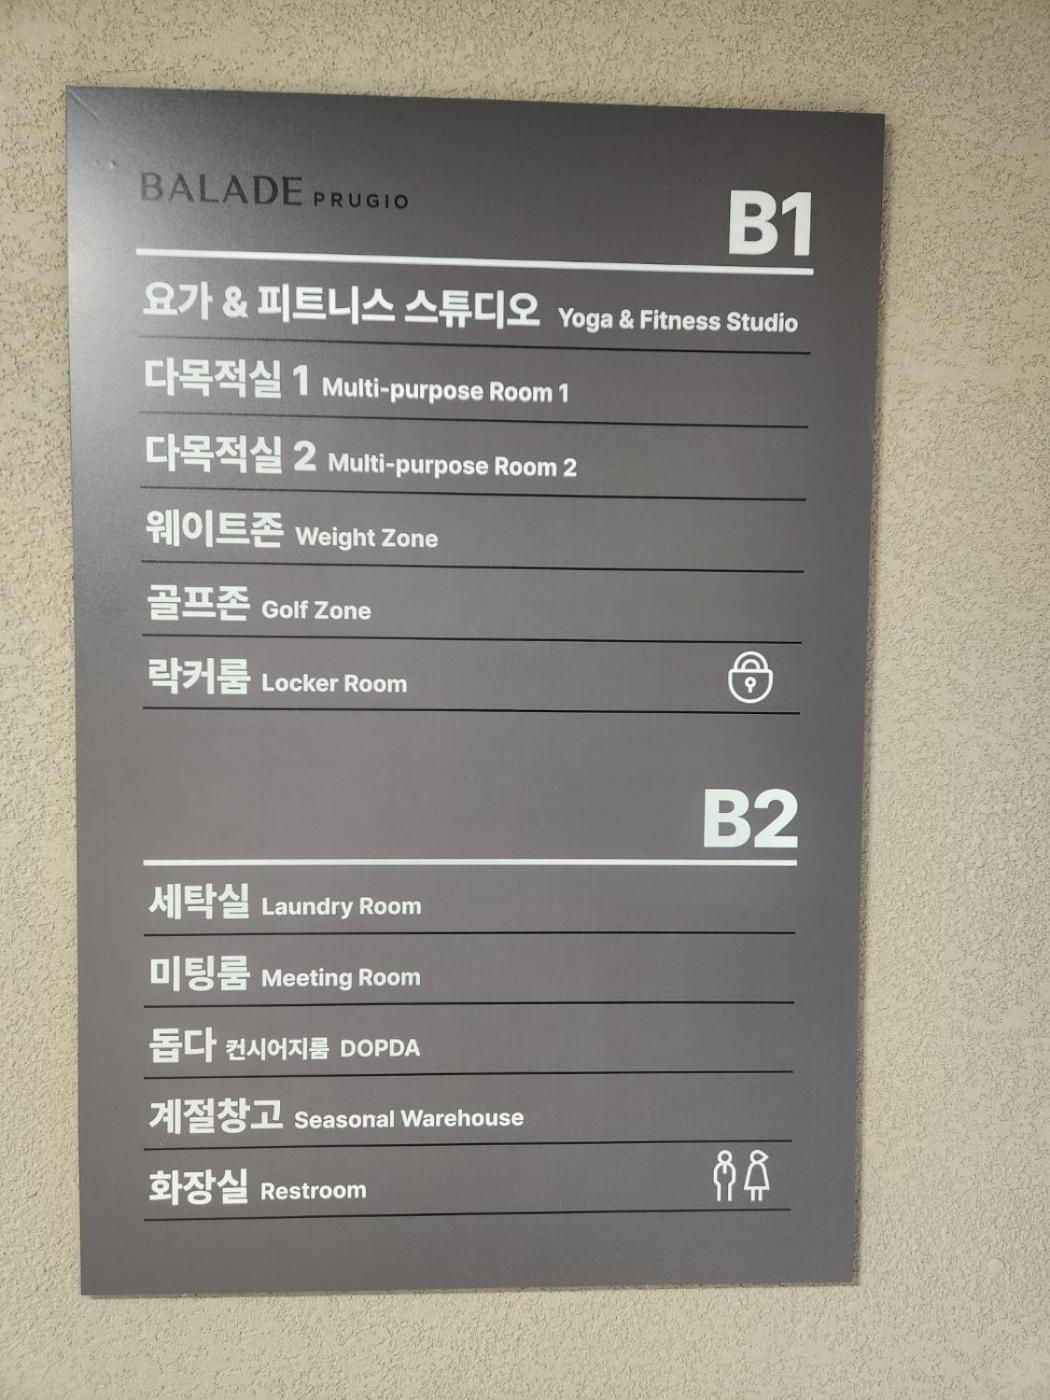 BALADE PRUGIO
B1
요가 & 피트니스 스튜디오 Yoga & Fitness Studio
다목적실 1 Multi-purpose Room 1
다목적실 2 Multi-purpose Room 2
웨이트존 Weight Zone
골프존 Golf Zone
락커룸 Locker Room
B2
세탁실 Laundry Room
미팅룸 Meeting Room
돕다 컨시어지룸 DOPDA
계절창고 Seasonal Warehouse
화장실 Restroom